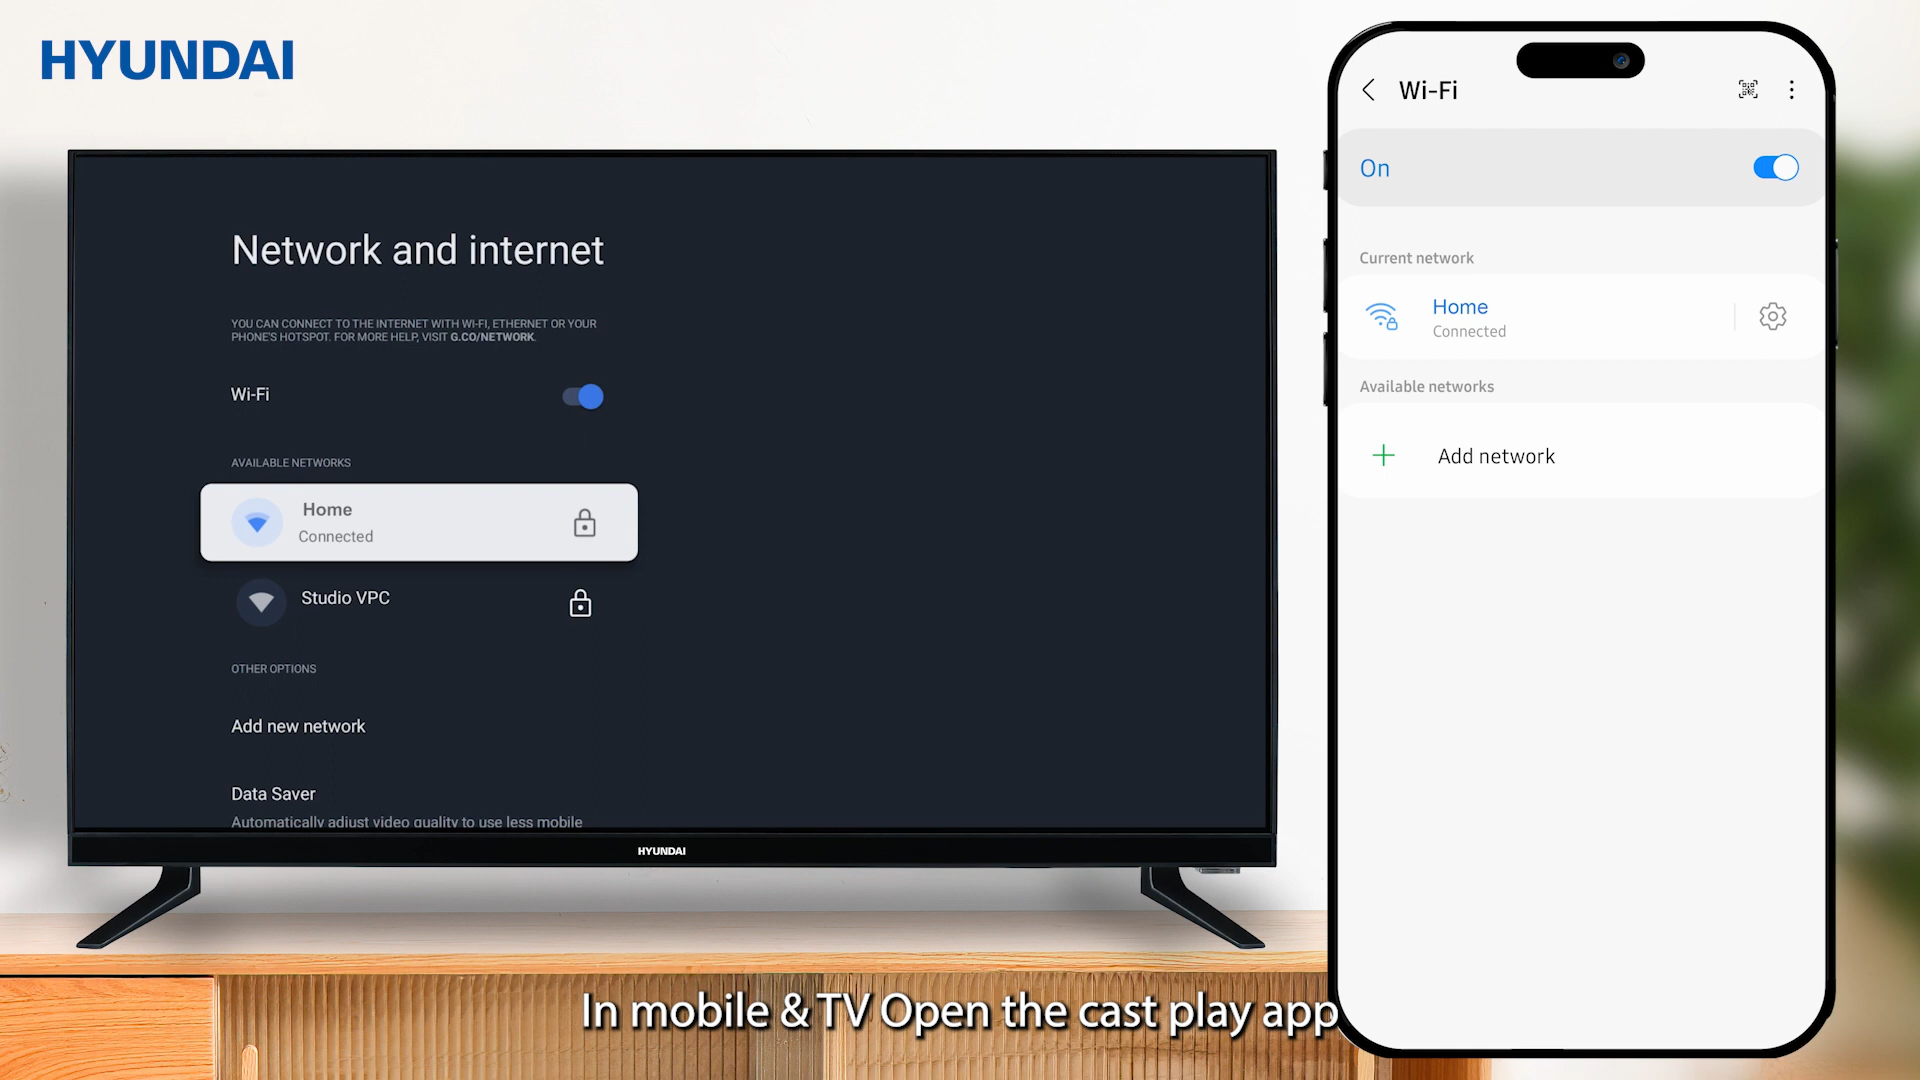 HYUNDAI
Network and internet
YOU CAN CONNECT TO THE INTERNET WITH WI-FI, ETHERNET OR YOUR
PHONE'S HOTSPOT. FOR MORE HELP, VISIT G.CO/NETWORK.
Wi-Fi
AVAILABLE NETWORKS
Home
Connected
Studio VPC
OTHER OPTIONS
Add new network
Data Saver
Automatically adjust video quality to use less mobile
HYUNDAI
Wi-Fi
On
Current network
Home
Connected
Available networks
Add network
In mobile & TV Open the cast play app